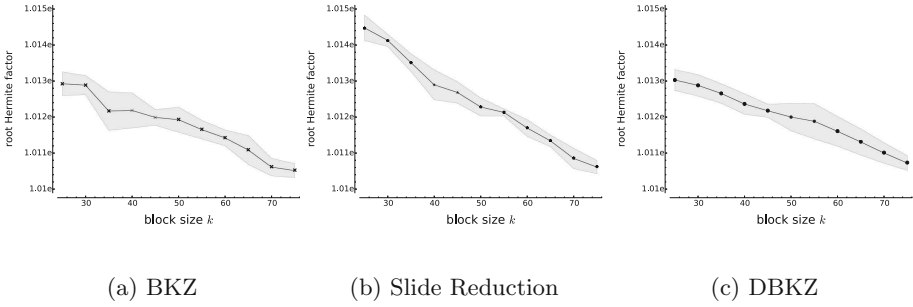 1.015e
1.014e
1.013e
1.012e
1.011e
1.01e
root Hermite factor
30 40 50 60 70
block size k
(a) BKZ
1.015e
1.014e
1.013e
1.012e
1.011e
1.01e
root Hermite factor
30 40 50 60 70
block size k
(b) Slide Reduction
1.015e
1.014e
1.013e
1.012e
1.011e
1.01e
root Hermite factor
30 40 50 60 70
block size k
(c) DBKZ